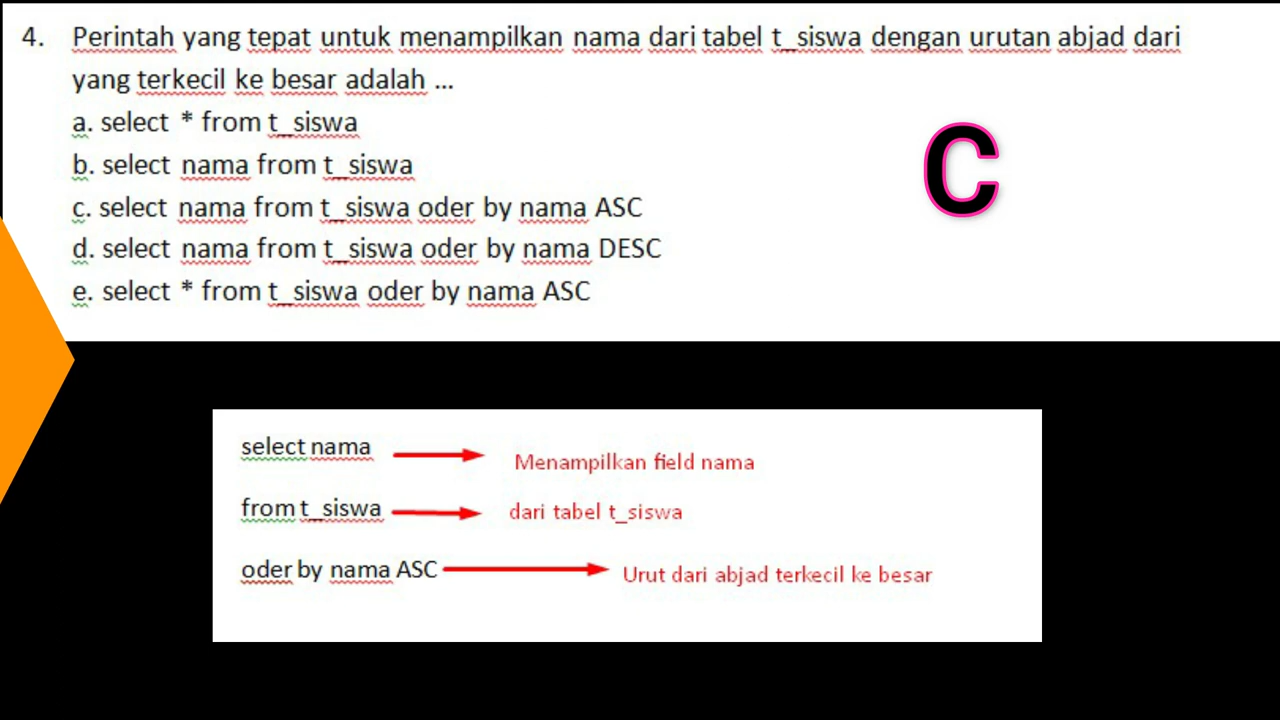 4. Perintah yang tepat untuk menampilkan nama dari tabel t_siswa dengan urutan abjad dari
yang terkecil ke besar adalah ...
a. select * from t_siswa
b. select nama from t_siswa
c. select nama from t_siswa oder by nama ASC
d. select nama from t_siswa oder by nama DESC
e. select * from t_siswa oder by nama ASC
C
select nama Menampilkan field nama
from t_siswa dari tabel t_siswa
oder by nama ASC Urut dari abjad terkecil ke besar